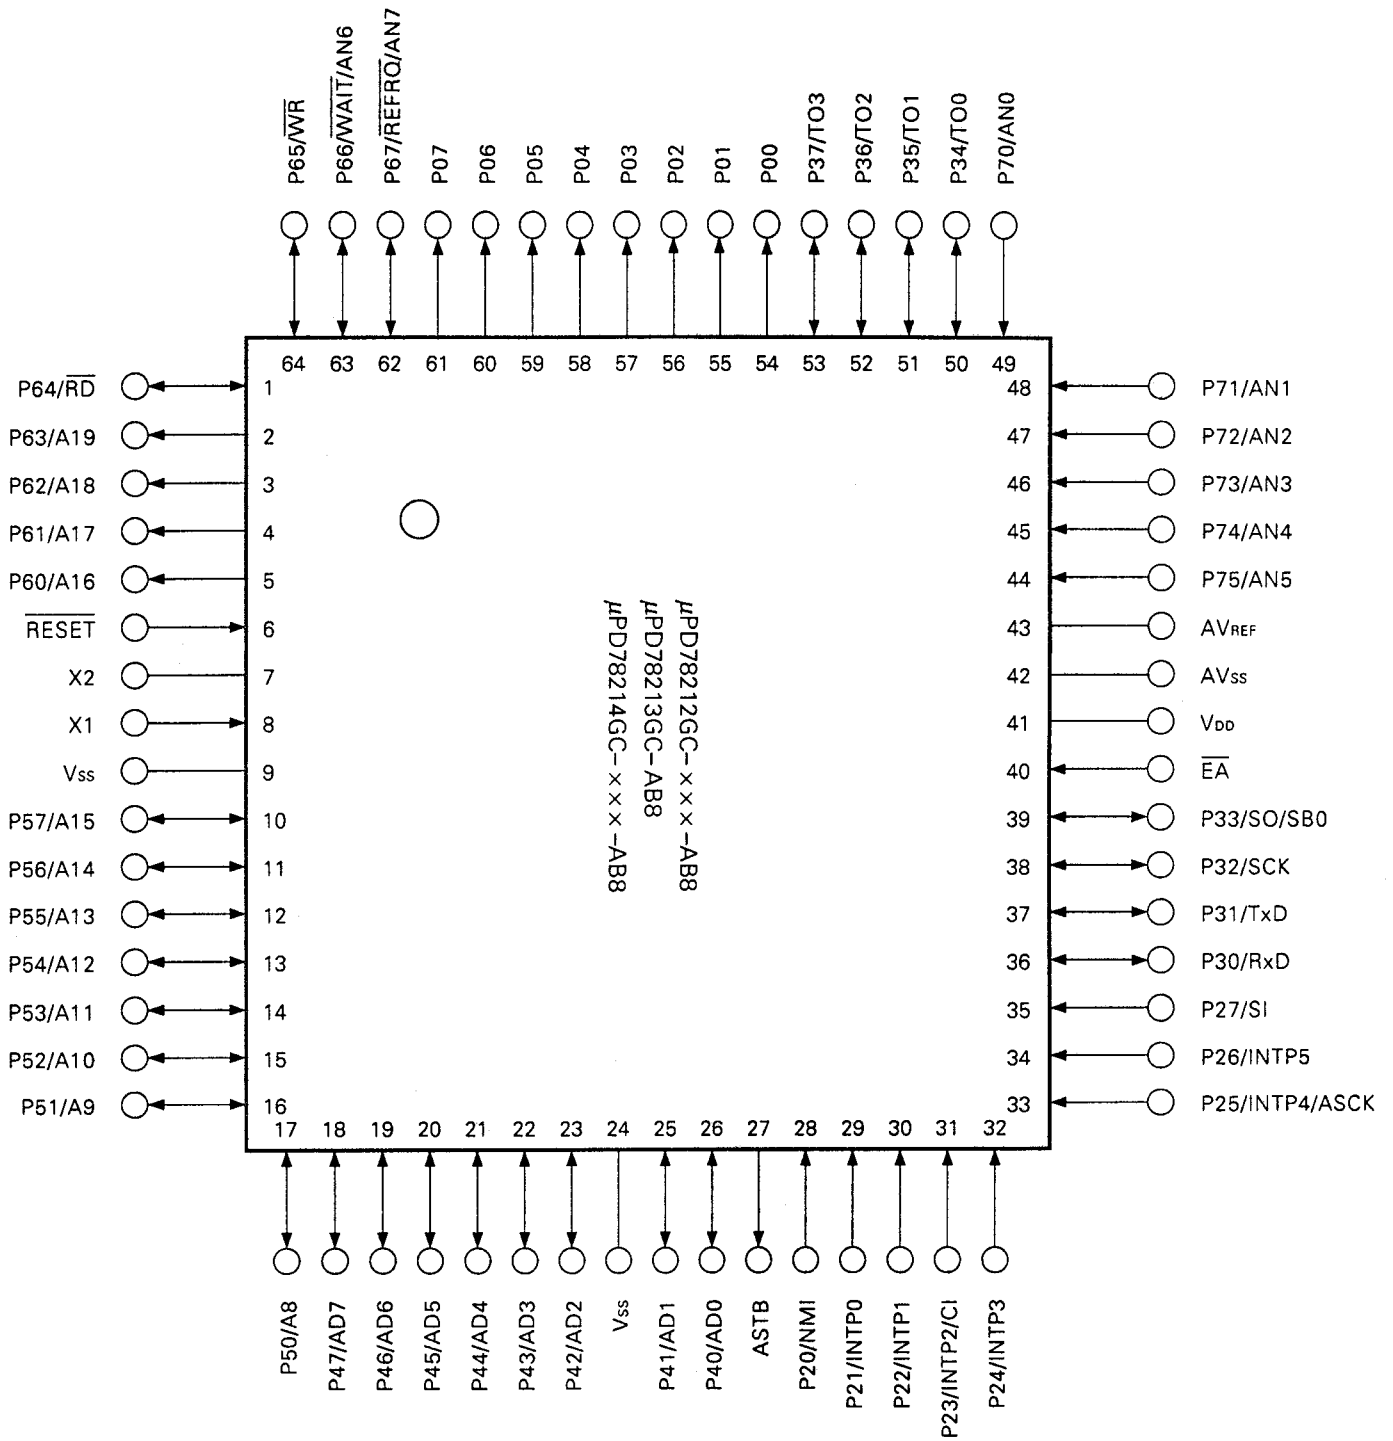 P65/W̅R̅
P66/W̅A̅I̅T̅/AN6
P67/R̅E̅F̅R̅Q̅/AN7
P07
P06
P05
P04
P03
P02
P01
P00
P37/TO3
P36/TO2
P35/TO1
P34/TO0
P70/AN0
64 63 62 61 60 59 58 57 56 55 54 53 52 51 50 49
P64/R̅D̅ 1
P63/A19 2
P62/A18 3
P61/A17 4
P60/A16 5
R̅E̅S̅E̅T̅ 6
X2 7
X1 8
Vss 9
P57/A15 10
P56/A14 11
P55/A13 12
P54/A12 13
P53/A11 14
P52/A10 15
P51/A9 16
μPD78212GC-×××-AB8
μPD78213GC-AB8
μPD78214GC-×××-AB8
48 P71/AN1
47 P72/AN2
46 P73/AN3
45 P74/AN4
44 P75/AN5
43 AVREF
42 AVss
41 VDD
40 E̅A̅
39 P33/SO/SB0
38 P32/SCK
37 P31/TxD
36 P30/RxD
35 P27/SI
34 P26/INTP5
33 P25/INTP4/ASCK
17 18 19 20 21 22 23 24 25 26 27 28 29 30 31 32
P50/A8
P47/AD7
P46/AD6
P45/AD5
P44/AD4
P43/AD3
P42/AD2
Vss
P41/AD1
P40/AD0
ASTB
P20/NMI
P21/INTP0
P22/INTP1
P23/INTP2/CI
P24/INTP3